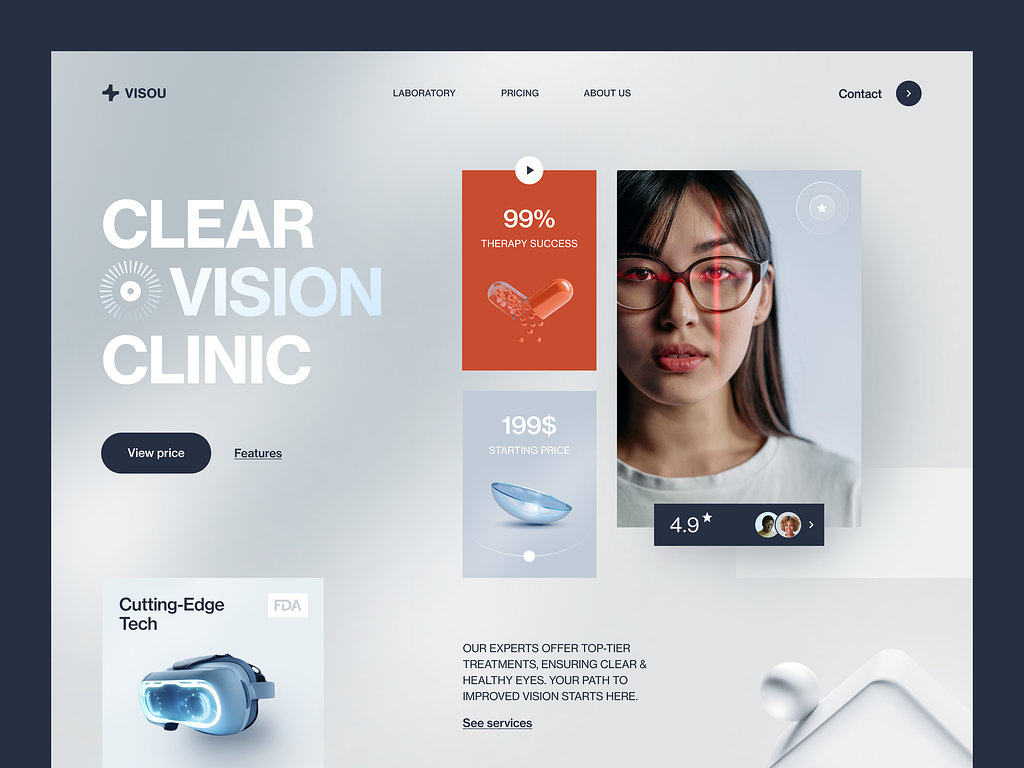 VISOU
LABORATORY
PRICING
ABOUT US
Contact
CLEAR
VISION
CLINIC
View price
Features
99%
THERAPY SUCCESS
199$
STARTING PRICE
4.9
Cutting-Edge
Tech
FDA
OUR EXPERTS OFFER TOP-TIER
TREATMENTS, ENSURING CLEAR &
HEALTHY EYES. YOUR PATH TO
IMPROVED VISION STARTS HERE.
See services